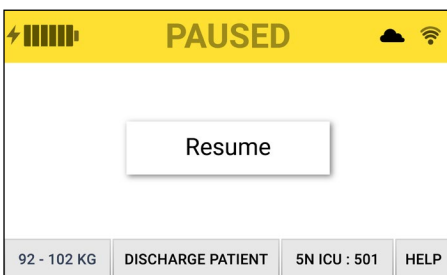 PAUSED
Resume
92 - 102 KG DISCHARGE PATIENT 5N ICU : 501 HELP